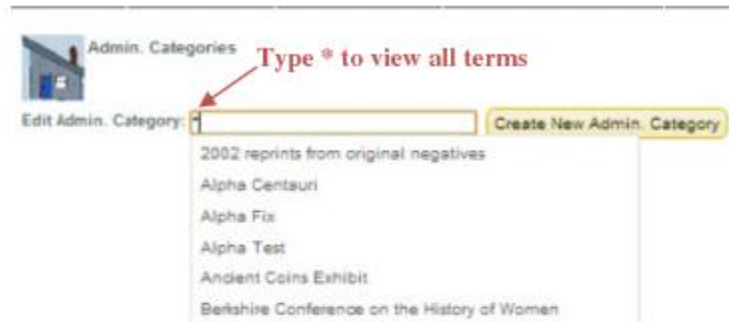 Admin. Categories
Type * to view all terms
Edit Admin. Category: *
Create New Admin. Category
2002 reprints from original negatives
Alpha Centauri
Alpha Fix
Alpha Test
Ancient Coins Exhibit
Berkshire Conference on the History of Women